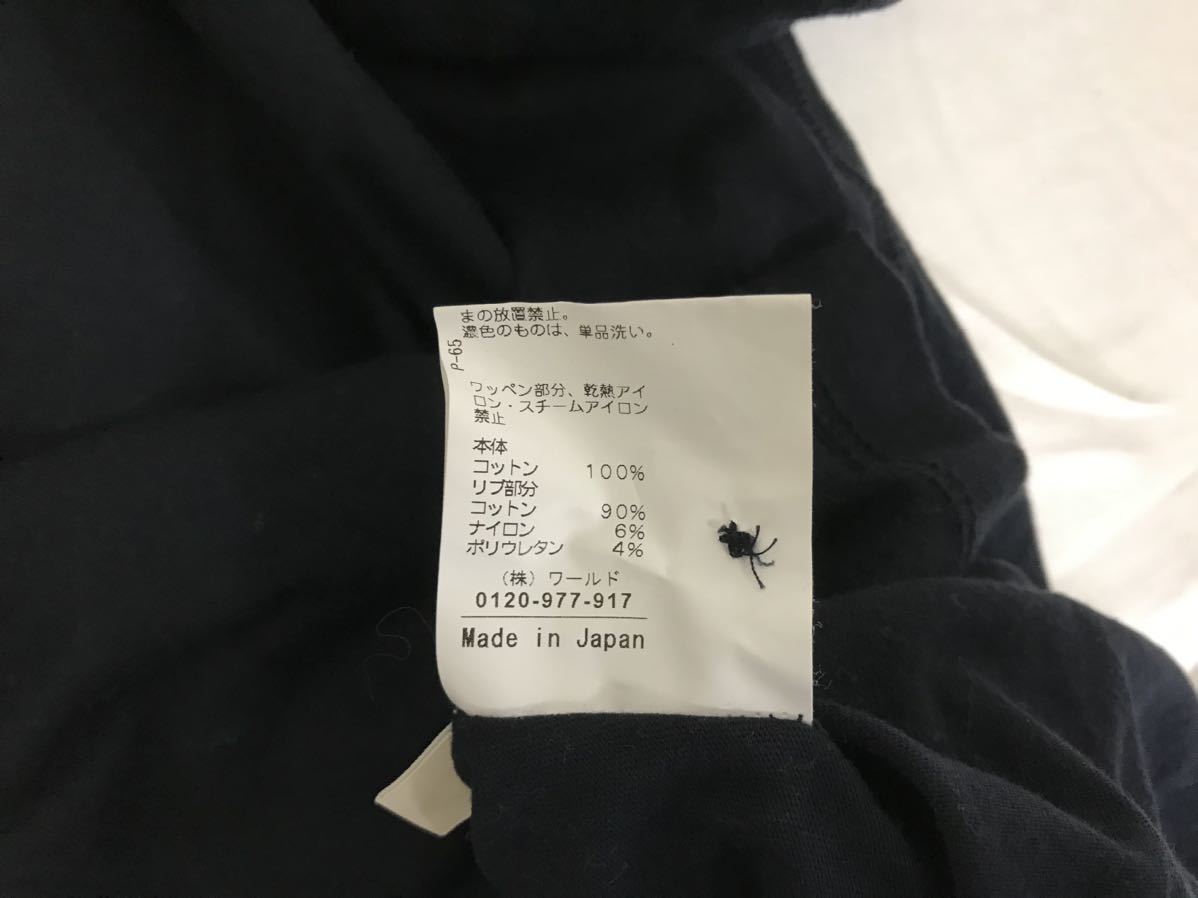 まの放置禁止。
濃色のものは、単品洗い。
P-65
ワッペン部分、乾熱アイ
ロン・スチームアイロン
禁止
本体
コットン 100%
リブ部分
コットン 90%
ナイロン 6%
ポリウレタン 4%
（株）ワールド
0120-977-917
Made in Japan